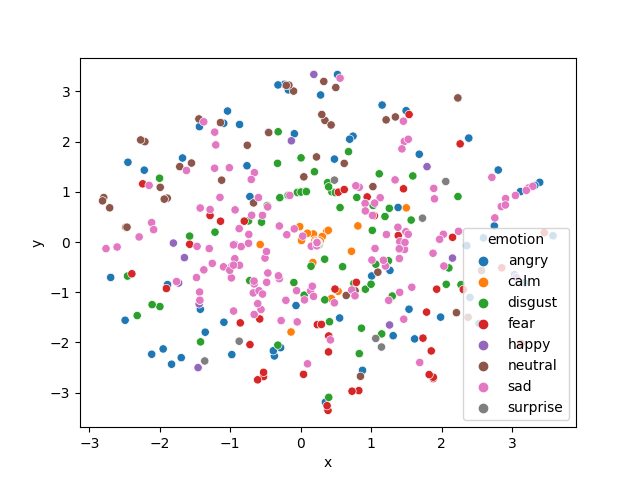 3
2
1
0
−1
−2
−3
y
−3
−2
−1
0
1
2
3
x
emotion
angry
calm
disgust
fear
happy
neutral
sad
surprise